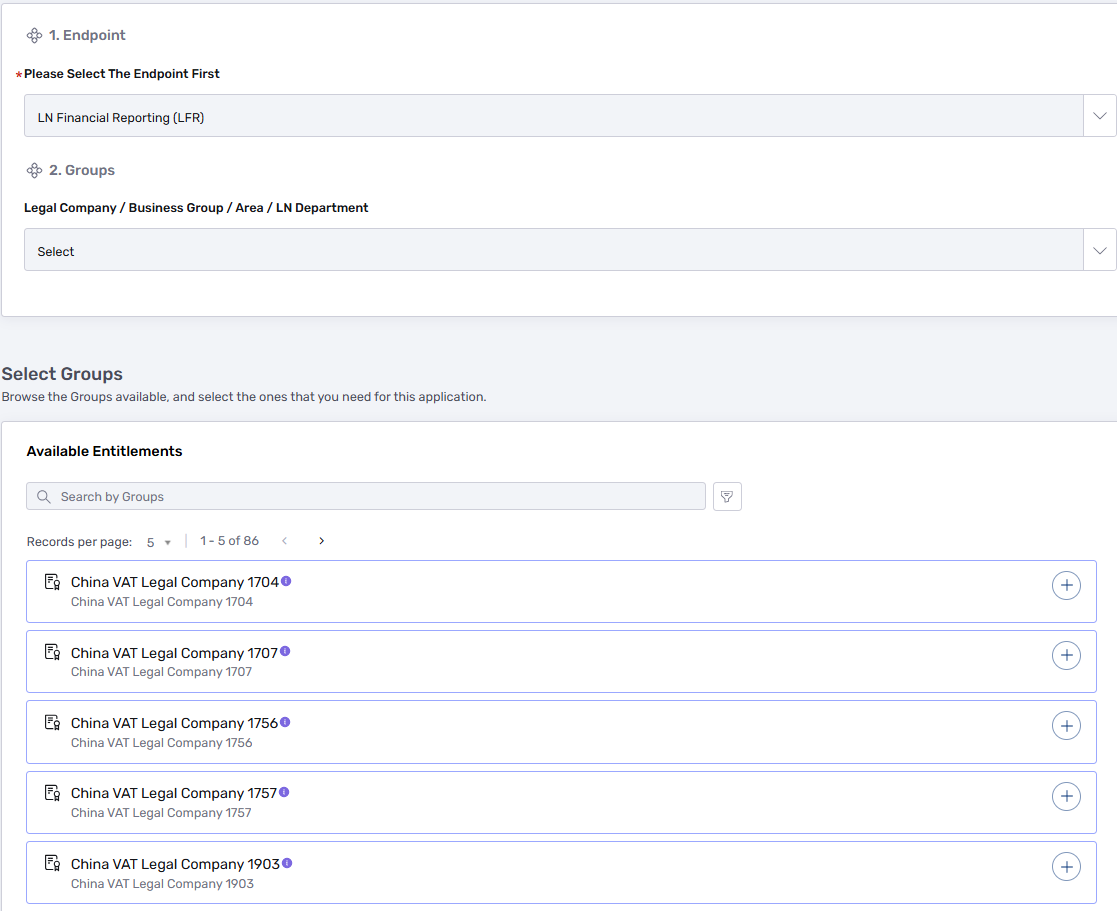 1. Endpoint
*Please Select The Endpoint First
LN Financial Reporting (LFR)
2. Groups
Legal Company / Business Group / Area / LN Department
Select
Select Groups
Browse the Groups available, and select the ones that you need for this application.
Available Entitlements
Search by Groups
Records per page: 5 1 - 5 of 86
China VAT Legal Company 1704
China VAT Legal Company 1704
China VAT Legal Company 1707
China VAT Legal Company 1707
China VAT Legal Company 1756
China VAT Legal Company 1756
China VAT Legal Company 1757
China VAT Legal Company 1757
China VAT Legal Company 1903
China VAT Legal Company 1903